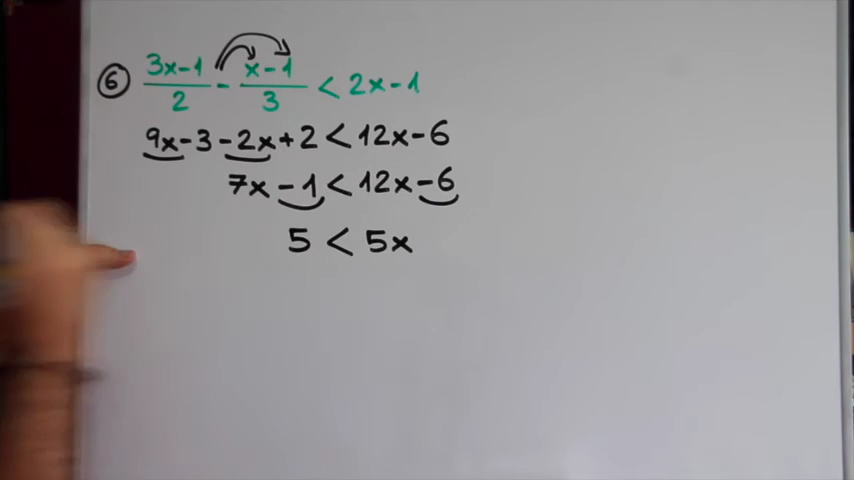 6 (3x-1)/2 - (x-1)/3 < 2x-1
9x-3-2x+2<12x-6
7x-1<12x-6
5<5x